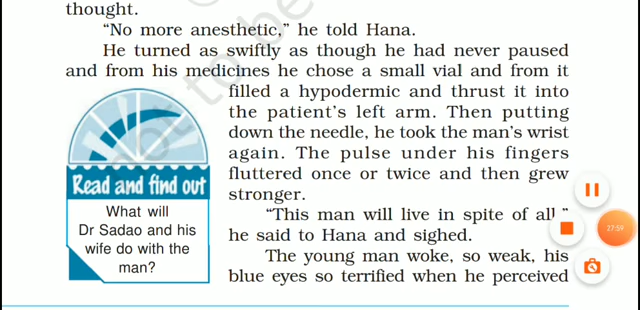 thought.
“No more anesthetic,” he told Hana.
He turned as swiftly as though he had never paused
and from his medicines he chose a small vial and from it
filled a hypodermic and thrust it into
the patient’s left arm. Then putting
down the needle, he took the man’s wrist
again. The pulse under his fingers
fluttered once or twice and then grew
stronger.
“This man will live in spite of all,”
he said to Hana and sighed.
The young man woke, so weak, his
blue eyes so terrified when he perceived
Read and find out
What will
Dr Sadao and his
wife do with the
man?
27:59
not to be